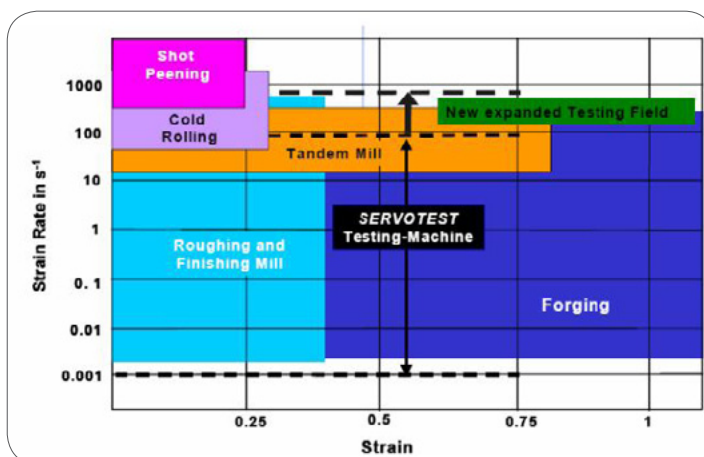 Strain Rate in s-1
1000
100
10
1
0. 1
0.01
0.001
Shot
Peening
Cold
Rolling
New expanded Testing Field
Tandem Mill
SERVOTEST
Testing-Machine
Roughing and
Finishing Mill
Forging
0.25
0.5
0.75
1
Strain